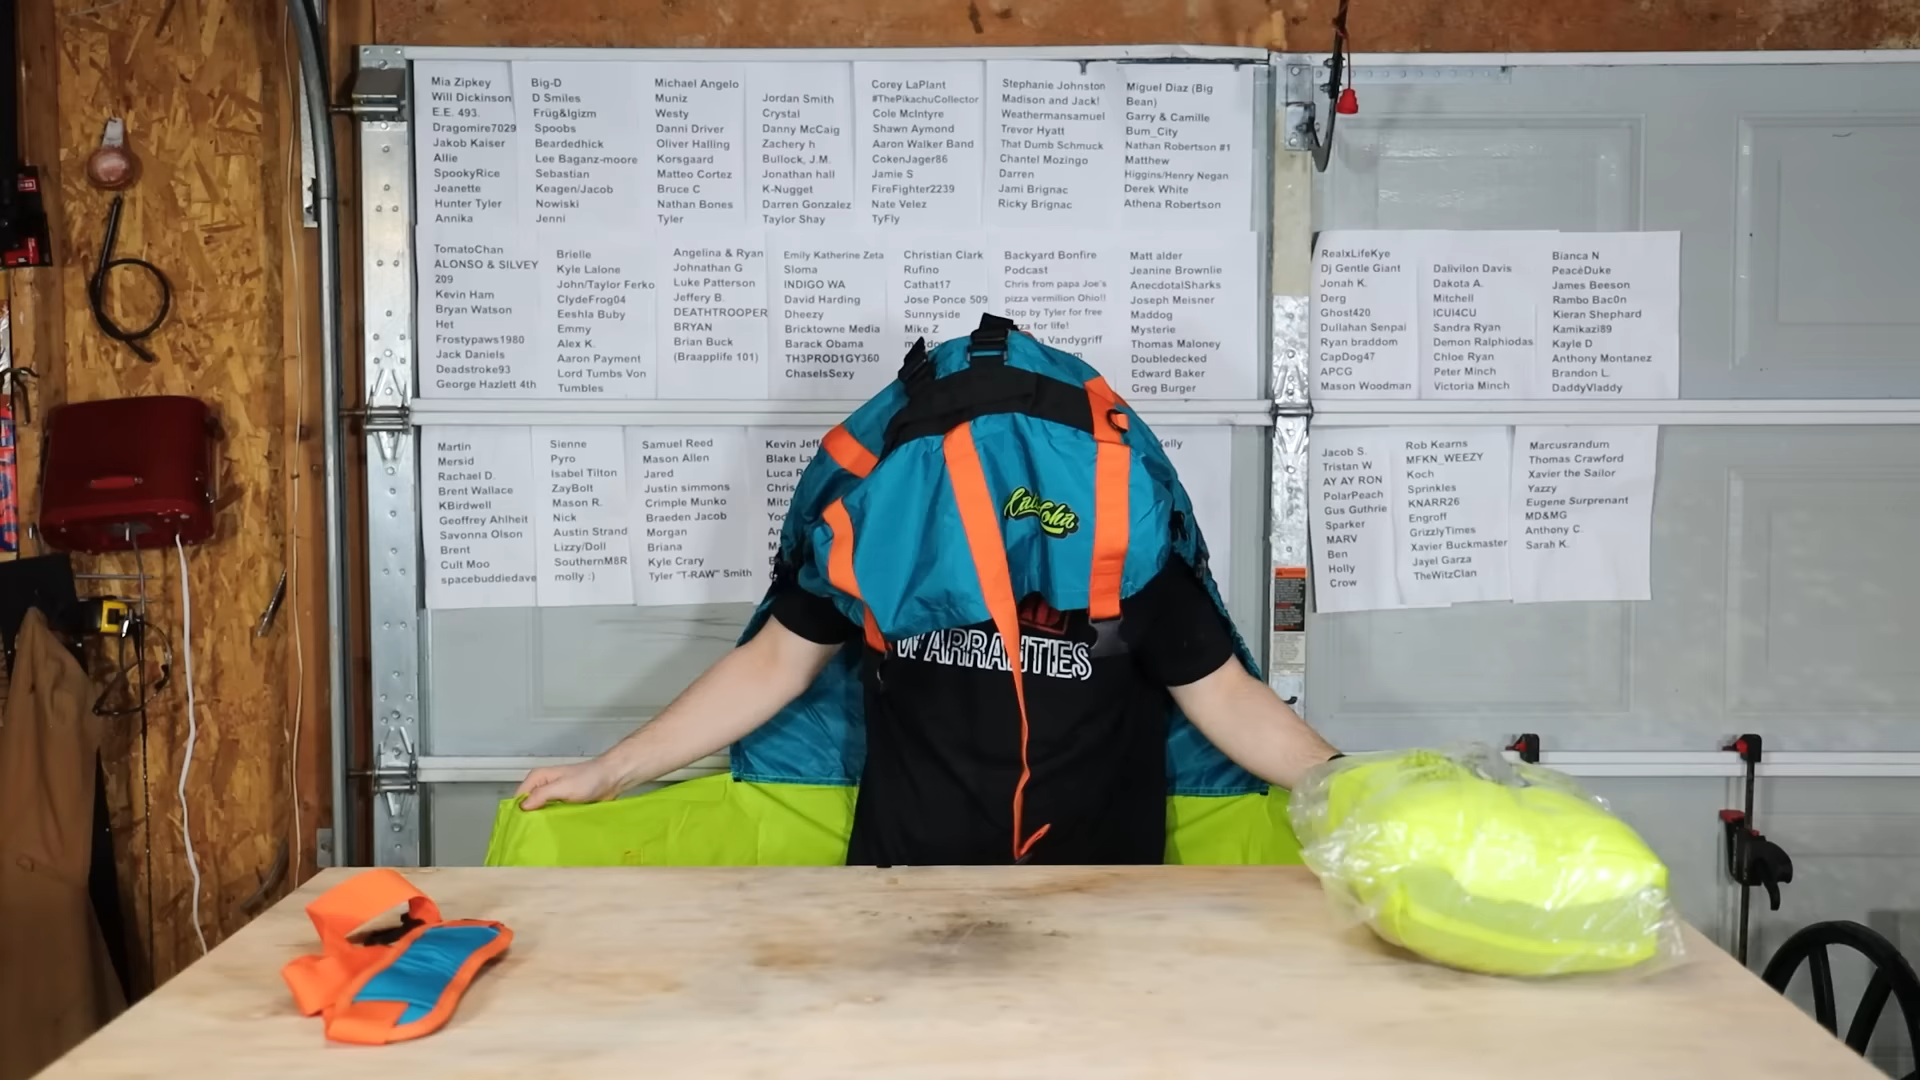 Mia Zipkey
Will Dickinson
E.E. 493.
Dragomire7029
Jakob Kaiser
Allie
SpookyRice
Jeanette
Hunter Tyler
Annika
Big-D
D Smiles
Früg&Igizm
Spoobs
Beardedhick
Lee Baganz-moore
Sebastian
Keagen/Jacob
Nowiski
Jenni
Michael Angelo
Muniz
Westy
Danni Driver
Oliver Halling
Korsgaard
Matteo Cortez
Bruce C
Nathan Bones
Tyler
Jordan Smith
Crystal
Danny McCaig
Zachery h
Bullock, J.M.
Jonathan hall
K-Nugget
Darren Gonzalez
Taylor Shay
Corey LaPlant
#ThePikachuCollector
Cole McIntyre
Shawn Aymond
Aaron Walker Band
CokenJager86
Jamie S
FireFighter2239
Nate Velez
TyFly
Stephanie Johnston
Madison and Jack!
Weathermansamuel
Trevor Hyatt
That Dumb Schmuck
Chantel Mozingo
Darren
Jami Brignac
Ricky Brignac
Miguel Diaz (Big
Bean)
Garry & Camille
Bum_City
Nathan Robertson #1
Matthew
Higgins/Henry Negan
Derek White
Athena Robertson
TomatoChan
ALONSO & SILVEY
209
Kevin Ham
Bryan Watson
Het
Frostypaws1980
Jack Daniels
Deadstroke93
George Hazlett 4th
Brielle
Kyle Lalone
John/Taylor Ferko
ClydeFrog04
Eeshla Buby
Emmy
Alex K.
Aaron Payment
Lord Tumbs Von
Tumbles
Angelina & Ryan
Johnathan G
Luke Patterson
Jeffery B.
DEATHTROOPER
BRYAN
Brian Buck
(Braapplife 101)
Emily Katherine Zeta
Sloma
INDIGO WA
David Harding
Dheezy
Bricktowne Media
Barack Obama
TH3PROD1GY360
ChaseIsSexy
Christian Clark
Rufino
Cathat17
Jose Ponce 509
Sunnyside
Mike Z
Backyard Bonfire
Podcast
Chris from papa Joe's
pizza vermilion Ohio!!
Stop by Tyler for free
for life!
Vandygriff
Matt alder
Jeanine Brownlie
AnecdotalSharks
Joseph Meisner
Maddog
Mysterie
Thomas Maloney
Doubledecked
Edward Baker
Greg Burger
RealxLifeKye
Dj Gentle Giant
Jonah K.
Derg
Ghost420
Dullahan Senpai
Ryan braddom
CapDog47
APCG
Mason Woodman
Dalivilon Davis
Dakota A.
Mitchell
ICUI4CU
Sandra Ryan
Demon Ralphiodas
Chloe Ryan
Peter Minch
Victoria Minch
Bianca N
PeaceDuke
James Beeson
Rambo Bac0n
Kieran Shephard
Kamikazi89
Kayle D
Anthony Montanez
Brandon L.
DaddyVladdy
Martin
Mersid
Rachael D.
Brent Wallace
KBirdwell
Geoffrey Ahlheit
Savonna Olson
Brent
Cult Moo
spacebuddiedave
Sienne
Pyro
Isabel Tilton
ZayBolt
Mason R.
Nick
Austin Strand
Lizzy/Doll
SouthernM8R
molly :)
Samuel Reed
Mason Allen
Jared
Justin simmons
Crimple Munko
Braeden Jacob
Morgan
Briana
Kyle Crary
Tyler "T-RAW" Smith
Kevin
Blake
Luca
Jacob S.
Tristan W
AY AY RON
PolarPeach
Gus Guthrie
Sparker
MARV
Ben
Holly
Crow
Rob Kearns
MFKN_WEEZY
Koch
Sprinkles
KNARR26
Engroff
GrizzlyTimes
Xavier Buckmaster
Jayel Garza
TheWitzClan
Marcusrandum
Thomas Crawford
Xavier the Sailor
Yazzy
Eugene Surprenant
MD&MG
Anthony C.
Sarah K.
WARRANTIES